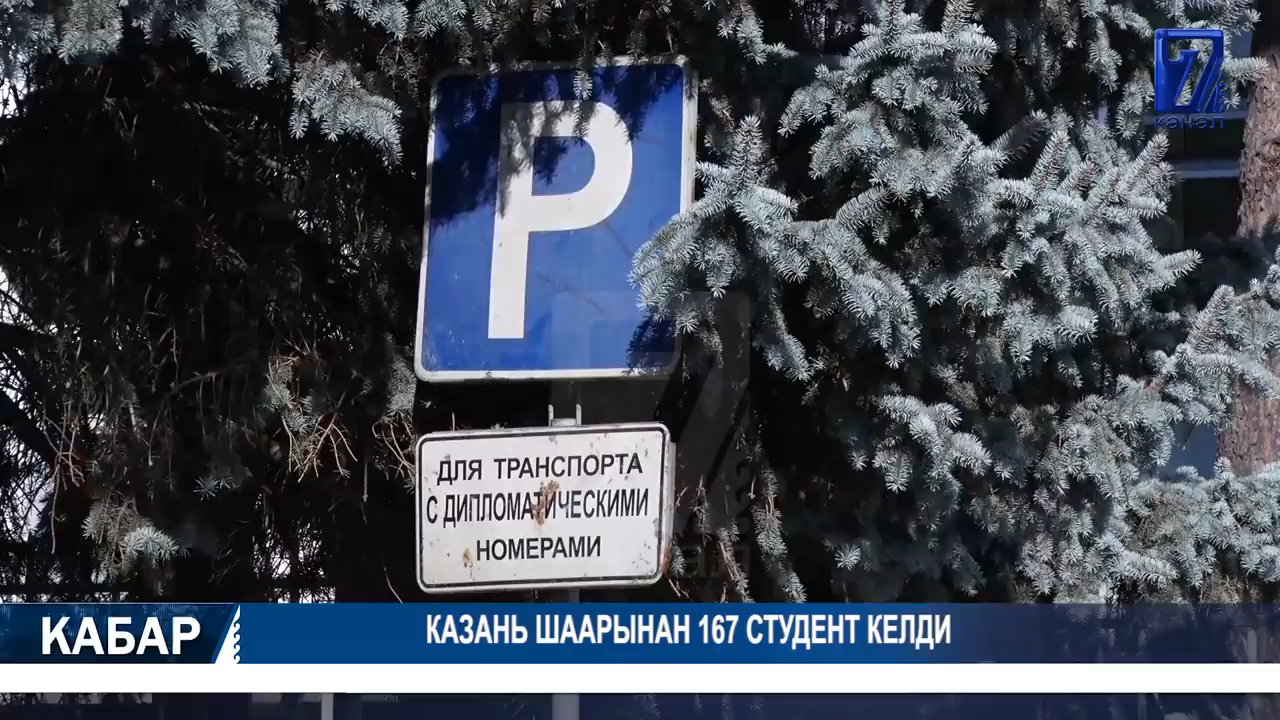 7
канал
P
ДЛЯ ТРАНСПОРТА
С ДИПЛОМАТИЧЕСКИМИ
НОМЕРАМИ
КАБАР
КАЗАНЬ ШААРЫНАН 167 СТУДЕНТ КЕЛДИ